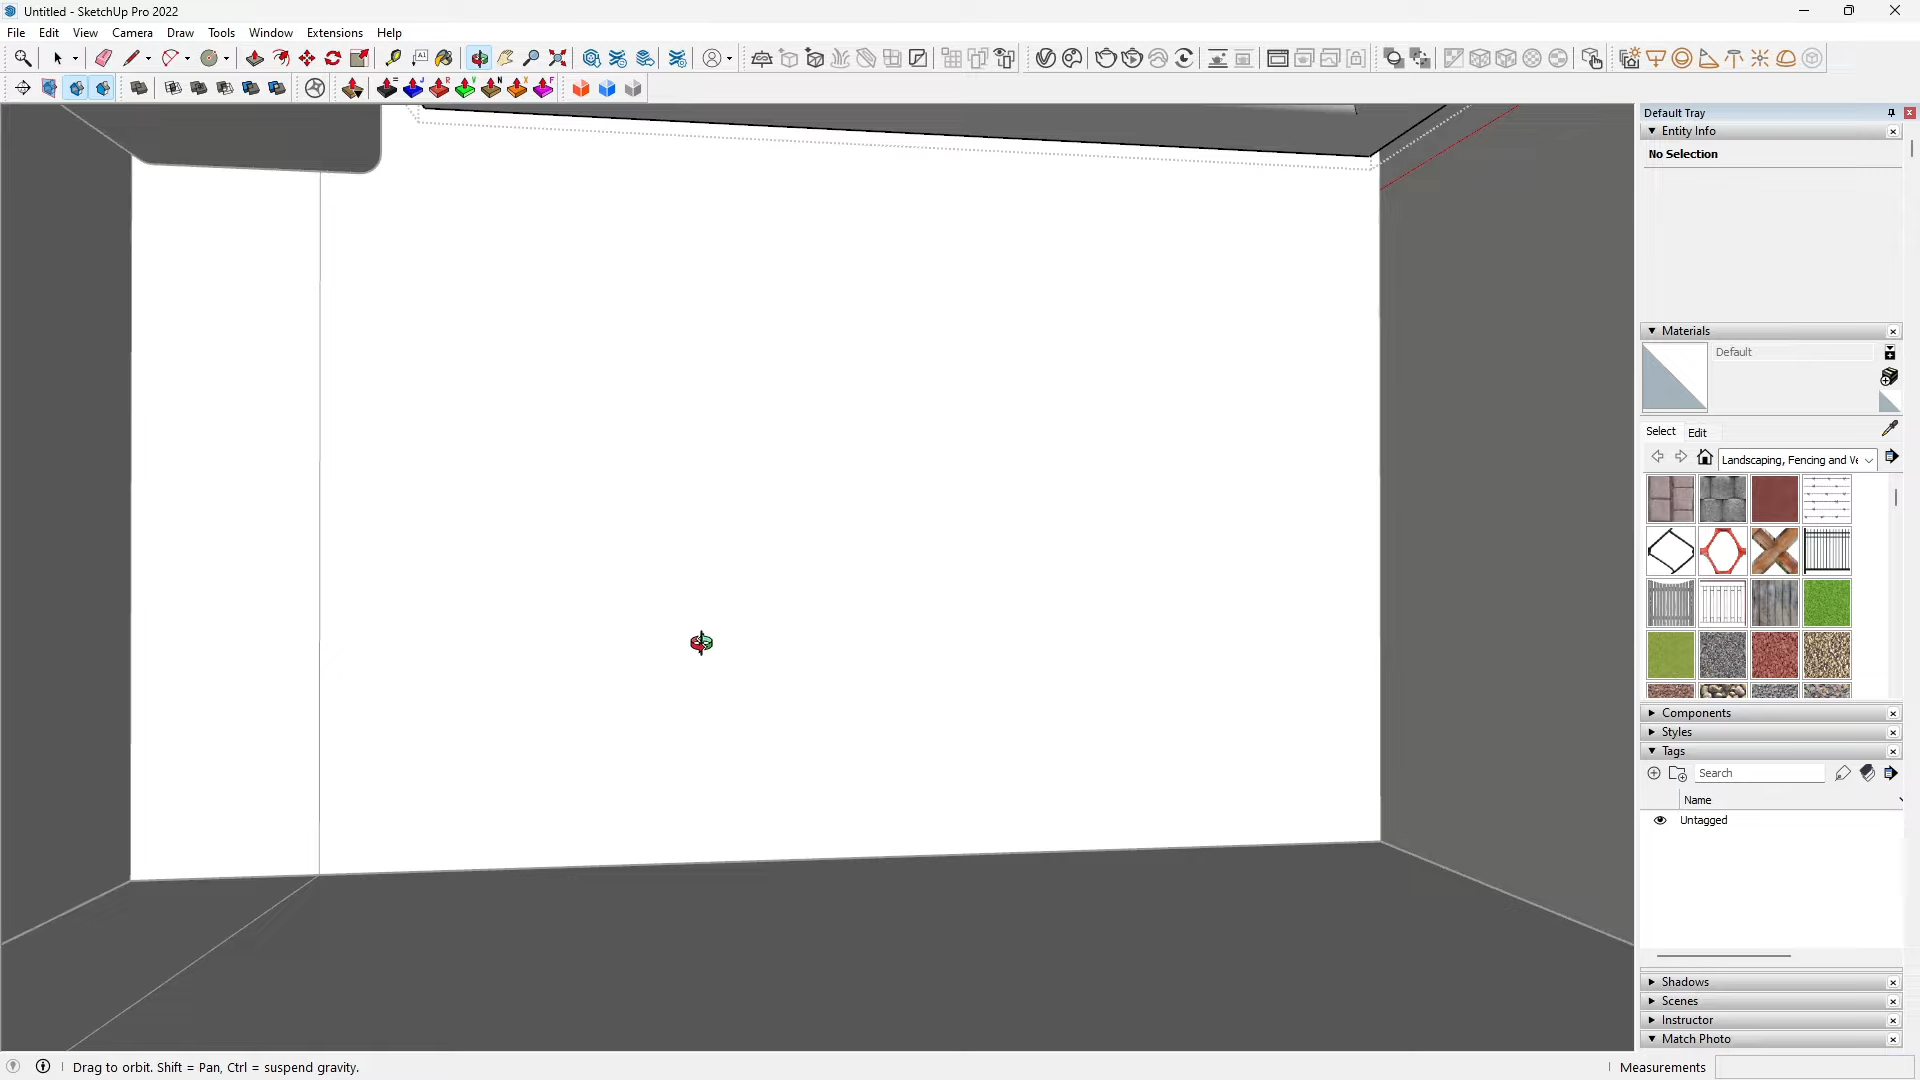 Untitled - SketchUp Pro 2022
File Edit View Camera Draw Tools Window Extensions Help
Default Tray
Entity Info
No Selection
Materials
Default
Select Edit
Landscaping, Fencing and Ve
Components
Styles
Tags
Search
Name
Untagged
Shadows
Scenes
Instructor
Match Photo
Drag to orbit. Shift = Pan, Ctrl = suspend gravity.
Measurements